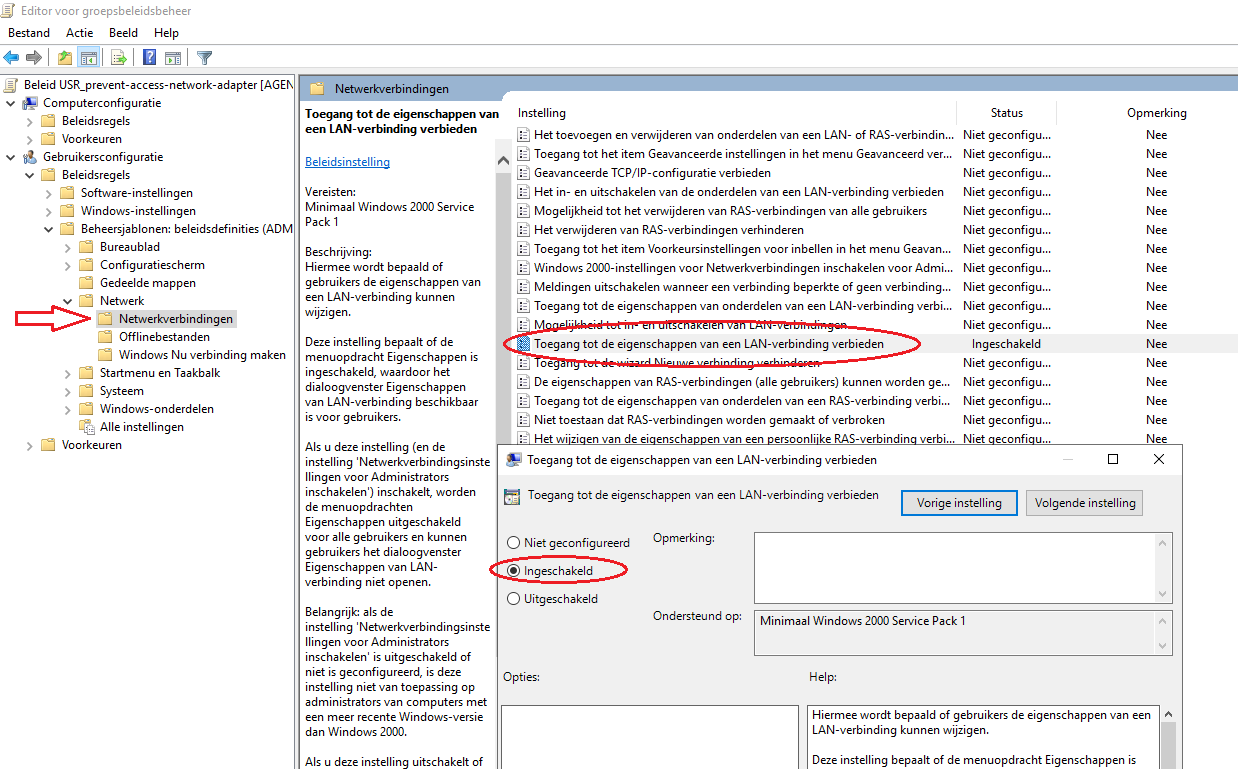 Editor voor groepsbeleidsbeheer
Bestand Actie Beeld Help
Beleid USR_prevent-access-network-adapter [AGEN
Computerconfiguratie
Beleidsregels
Voorkeuren
Gebruikersconfiguratie
Beleidsregels
Software-instellingen
Windows-instellingen
Beheersjablonen: beleidsdefinities (ADM
Bureaublad
Configuratiescherm
Gedeelde mappen
Netwerk
Netwerkverbindingen
Offlinebestanden
Windows Nu verbinding maken
Startmenu en Taakbalk
Systeem
Windows-onderdelen
Alle instellingen
Voorkeuren
Netwerkverbindingen
Toegang tot de eigenschappen van
een LAN-verbinding verbieden
Beleidsinstelling
Vereisten:
Minimaal Windows 2000 Service
Pack 1
Beschrijving:
Hiermee wordt bepaald of
gebruikers de eigenschappen van
een LAN-verbinding kunnen
wijzigen.
Deze instelling bepaalt of de
menuopdracht Eigenschappen is
ingeschakeld, waardoor het
dialoogvenster Eigenschappen
van LAN-verbinding beschikbaar
is voor gebruikers.
Als u deze instelling (en de
instelling 'Netwerkverbindingsinste
llingen voor Administrators
inschakelen') inschakelt, worden
de menuopdrachten
Eigenschappen uitgeschakeld
voor alle gebruikers en kunnen
gebruikers het dialoogvenster
Eigenschappen van LAN-
verbinding niet openen.
Belangrijk: als de
instelling 'Netwerkverbindingsinste
llingen voor Administrators
inschakelen' is uitgeschakeld of
niet is geconfigureerd, is deze
instelling niet van toepassing op
administrators van computers met
een meer recente Windows-versie
dan Windows 2000.
Als u deze instelling uitschakelt of
Instelling Status Opmerking
Het toevoegen en verwijderen van onderdelen van een LAN- of RAS-verbindin... Niet geconfigu... Nee
Toegang tot het item Geavanceerde instellingen in het menu Geavanceerd ver... Niet geconfigu... Nee
Geavanceerde TCP/IP-configuratie verbieden Niet geconfigu... Nee
Het in- en uitschakelen van de onderdelen van een LAN-verbinding verbieden Niet geconfigu... Nee
Mogelijkheid tot het verwijderen van RAS-verbindingen van alle gebruikers Niet geconfigu... Nee
Het verwijderen van RAS-verbindingen verhinderen Niet geconfigu... Nee
Toegang tot het item Voorkeursinstellingen voor inbellen in het menu Geavan... Niet geconfigu... Nee
Windows 2000-instellingen voor Netwerkverbindingen inschakelen voor Admi... Niet geconfigu... Nee
Meldingen uitschakelen wanneer een verbinding beperkte of geen verbinding... Niet geconfigu... Nee
Toegang tot de eigenschappen van onderdelen van een LAN-verbinding verbi... Niet geconfigu... Nee
Mogelijkheid tot in- en uitschakelen van LAN-verbindingen Niet geconfigu... Nee
Toegang tot de eigenschappen van een LAN-verbinding verbieden Ingeschakeld Nee
Toegang tot de wizard Nieuwe verbinding verhinderen Niet geconfigu... Nee
De eigenschappen van RAS-verbindingen (alle gebruikers) kunnen worden ge... Niet geconfigu... Nee
Toegang tot de eigenschappen van onderdelen van een RAS-verbinding verbi... Niet geconfigu... Nee
Niet toestaan dat RAS-verbindingen worden gemaakt of verbroken Niet geconfigu... Nee
Het wijzigen van de eigenschappen van een persoonlijke RAS-verbinding verbi... Niet geconfigu... Nee
Toegang tot de eigenschappen van een LAN-verbinding verbieden
Toegang tot de eigenschappen van een LAN-verbinding verbieden
Vorige instelling Volgende instelling
Niet geconfigureerd
Ingeschakeld
Uitgeschakeld
Opmerking:
Ondersteund op:
Minimaal Windows 2000 Service Pack 1
Opties:
Help:
Hiermee wordt bepaald of gebruikers de eigenschappen van een
LAN-verbinding kunnen wijzigen.
Deze instelling bepaalt of de menuopdracht Eigenschappen is